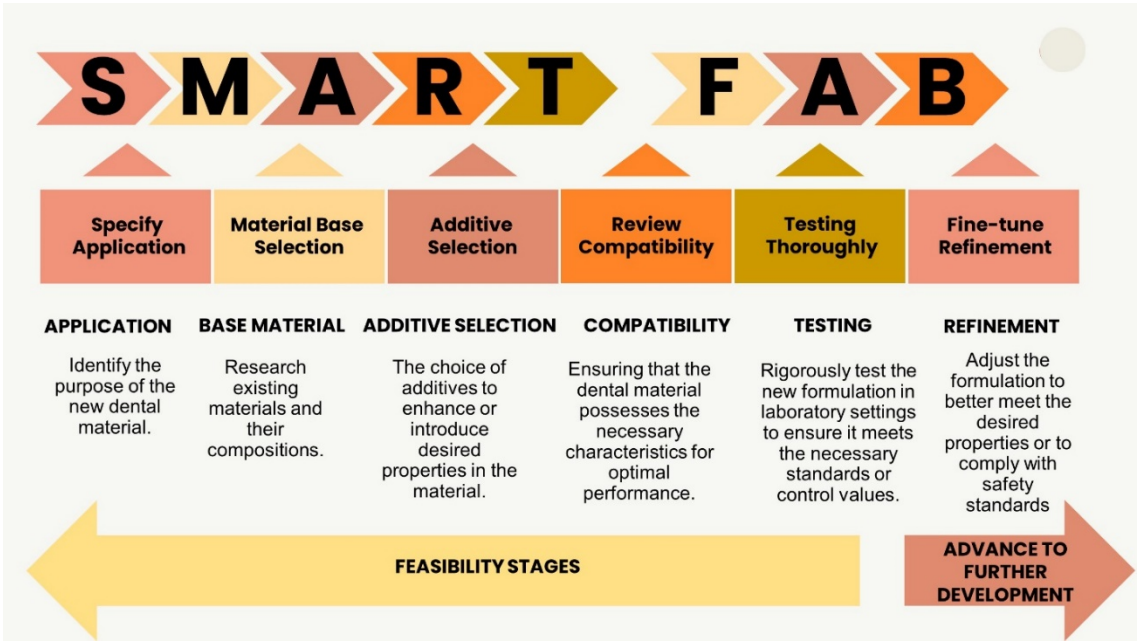 SMART FAB
Specify
Application
Material Base
Selection
Additive
Selection
Review
Compatibility
Testing
Thoroughly
Fine-tune
Refinement
APPLICATION
Identify the
purpose of the
new dental
material.
BASE MATERIAL
Research
existing
materials and
their
compositions.
ADDITIVE SELECTION
The choice of
additives to
enhance or
introduce
desired
properties in the
material.
COMPATIBILITY
Ensuring that the
dental material
possesses the
necessary
characteristics for
optimal
performance.
TESTING
Rigorously test the
new formulation in
laboratory settings
to ensure it meets
the necessary
standards or
control values.
REFINEMENT
Adjust the
formulation to
better meet the
desired
properties or to
comply with
safety
standards
FEASIBILITY STAGES
ADVANCE TO
FURTHER
DEVELOPMENT